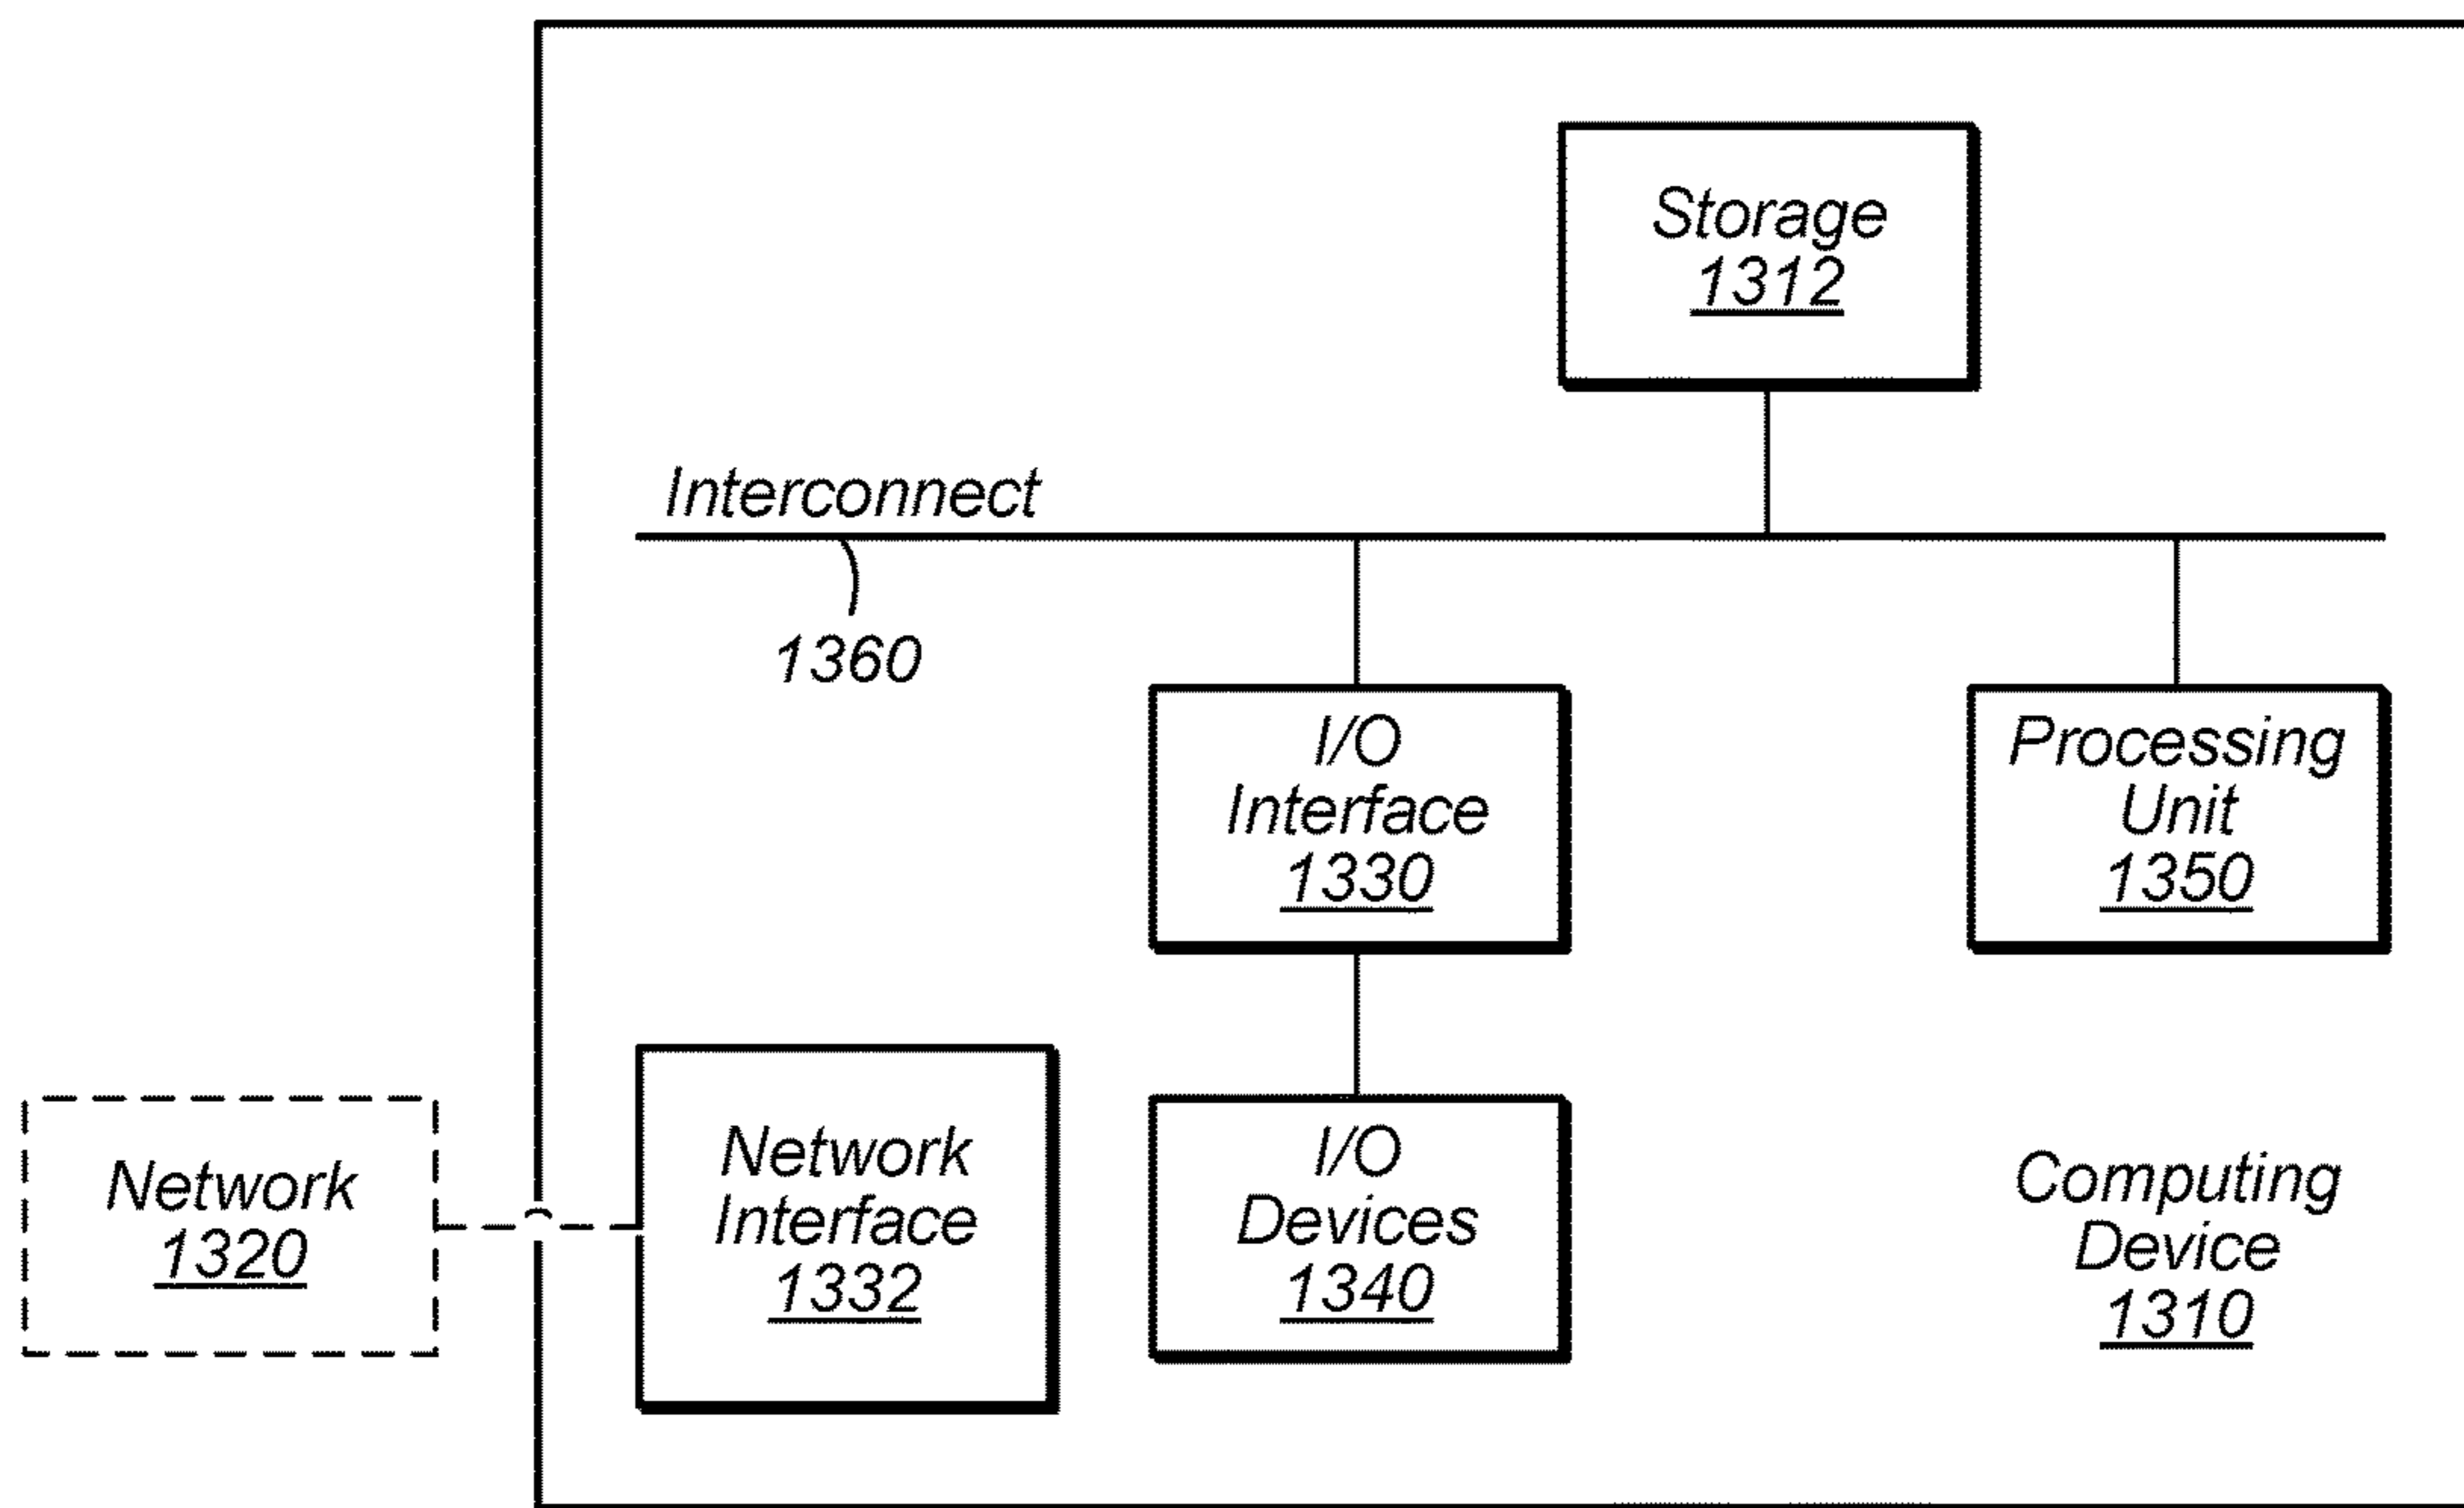 Storage
1312
Interconnect
1360
I/O
Interface
1330
Processing
Unit
1350
Network
1320
Network
Interface
1332
I/O
Devices
1340
Computing
Device
1310